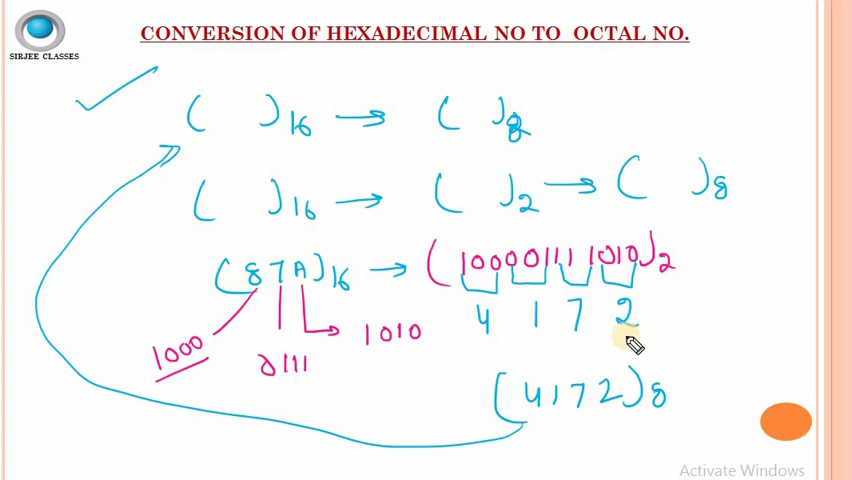 CONVERSION OF HEXADECIMAL NO TO OCTAL NO.
SIRJEE CLASSES
( )16 → ( )8
( )16 → ( )2 → ( )8
(87A)16 → (100001111010)2
4 1 7 2
1000 0111 1010
(4172)8
Activate Windows